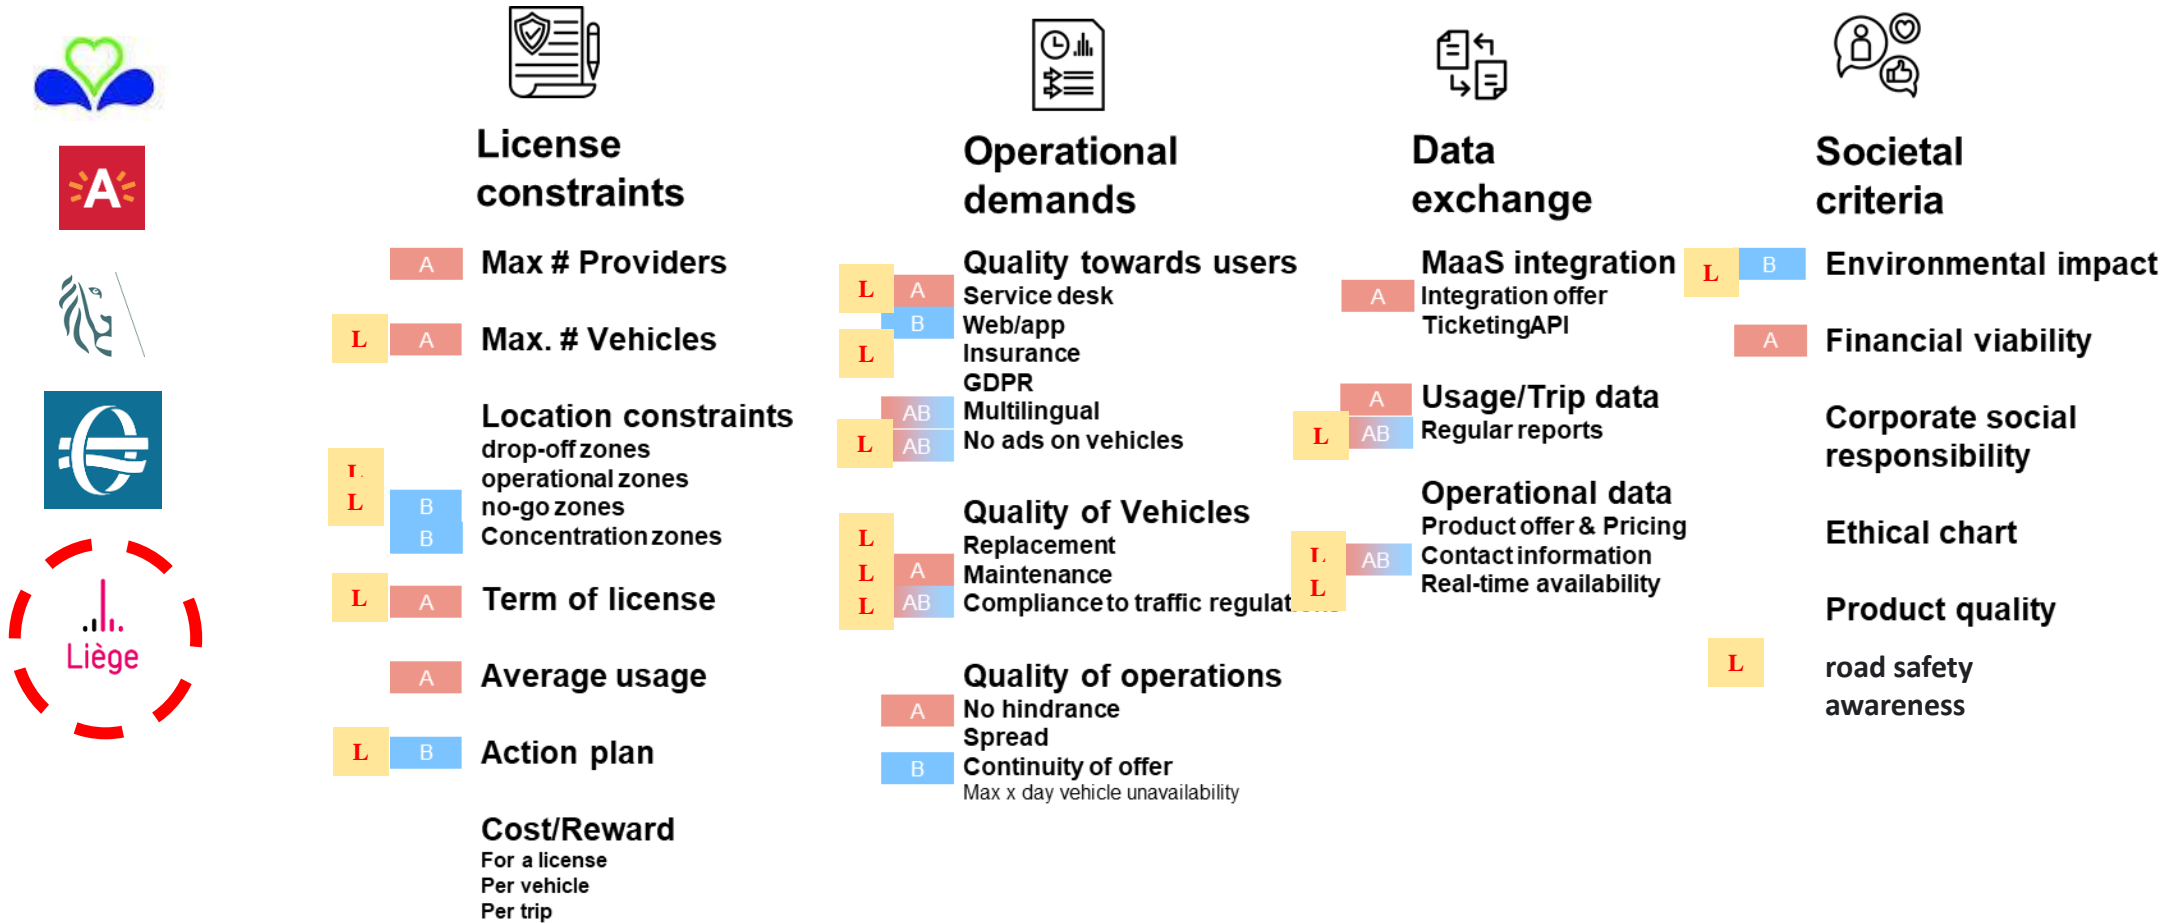 A
Liège
License
constraints
A Max # Providers
L A Max. # Vehicles
Location constraints
drop-off zones
L operational zones
L B no-go zones
B Concentration zones
L A Term of license
A Average usage
L B Action plan
Cost/Reward
For a license
Per vehicle
Per trip
Operational
demands
Quality towards users
L A Service desk
B Web/app
L Insurance
GDPR
AB Multilingual
L AB No ads on vehicles
Quality of Vehicles
L Replacement
L A Maintenance
L AB Compliance to traffic regulations
Quality of operations
A No hindrance
Spread
B Continuity of offer
Max x day vehicle unavailability
Data
exchange
MaaS integration
A Integration offer
TicketingAPI
A Usage/Trip data
L AB Regular reports
Operational data
Product offer & Pricing
L AB Contact information
L Real-time availability
Societal
criteria
L B Environmental impact
A Financial viability
Corporate social
responsibility
Ethical chart
Product quality
L road safety
awareness